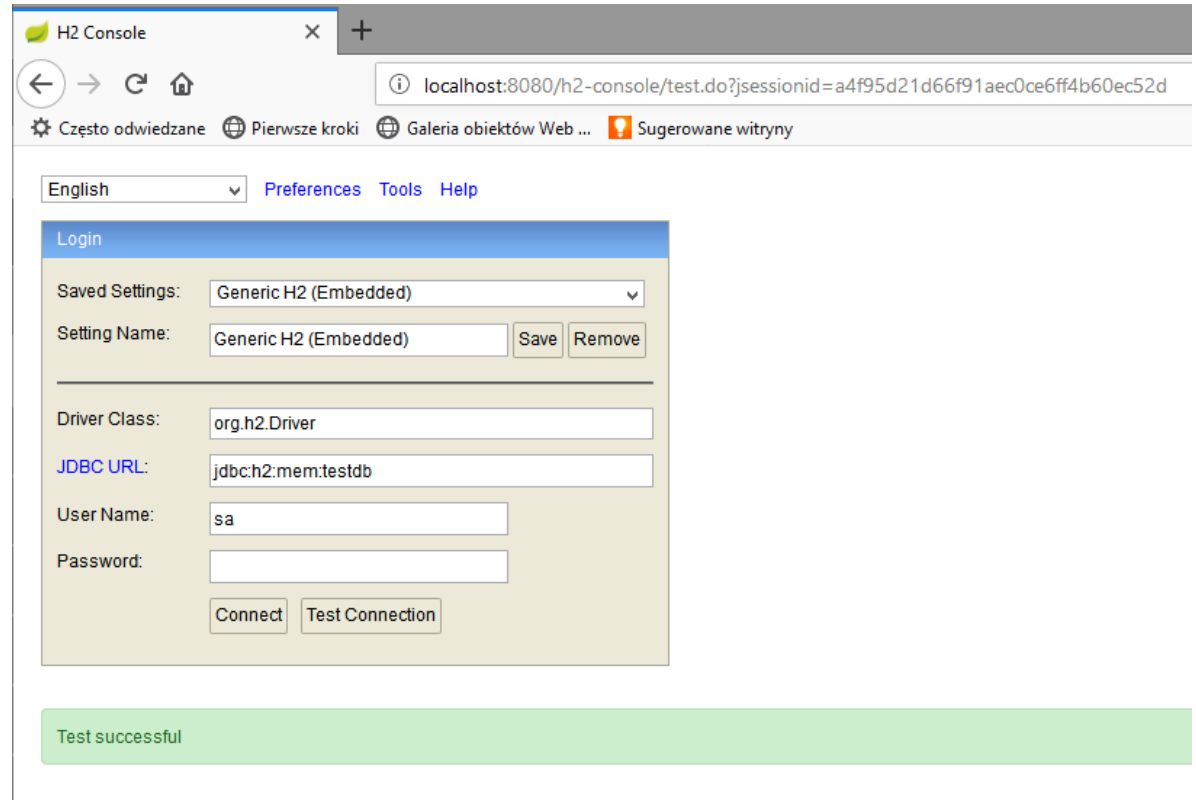 H2 Console
localhost:8080/h2-console/test.do?jsessionid=a4f95d21d66f91aec0ce6ff4b60ec52d
Często odwiedzane Pierwsze kroki Galeria obiektów Web ... Sugerowane witryny
English Preferences Tools Help
Login
Saved Settings: Generic H2 (Embedded)
Setting Name: Generic H2 (Embedded) Save Remove
Driver Class: org.h2.Driver
JDBC URL: jdbc:h2:mem:testdb
User Name: sa
Password:
Connect Test Connection
Test successful